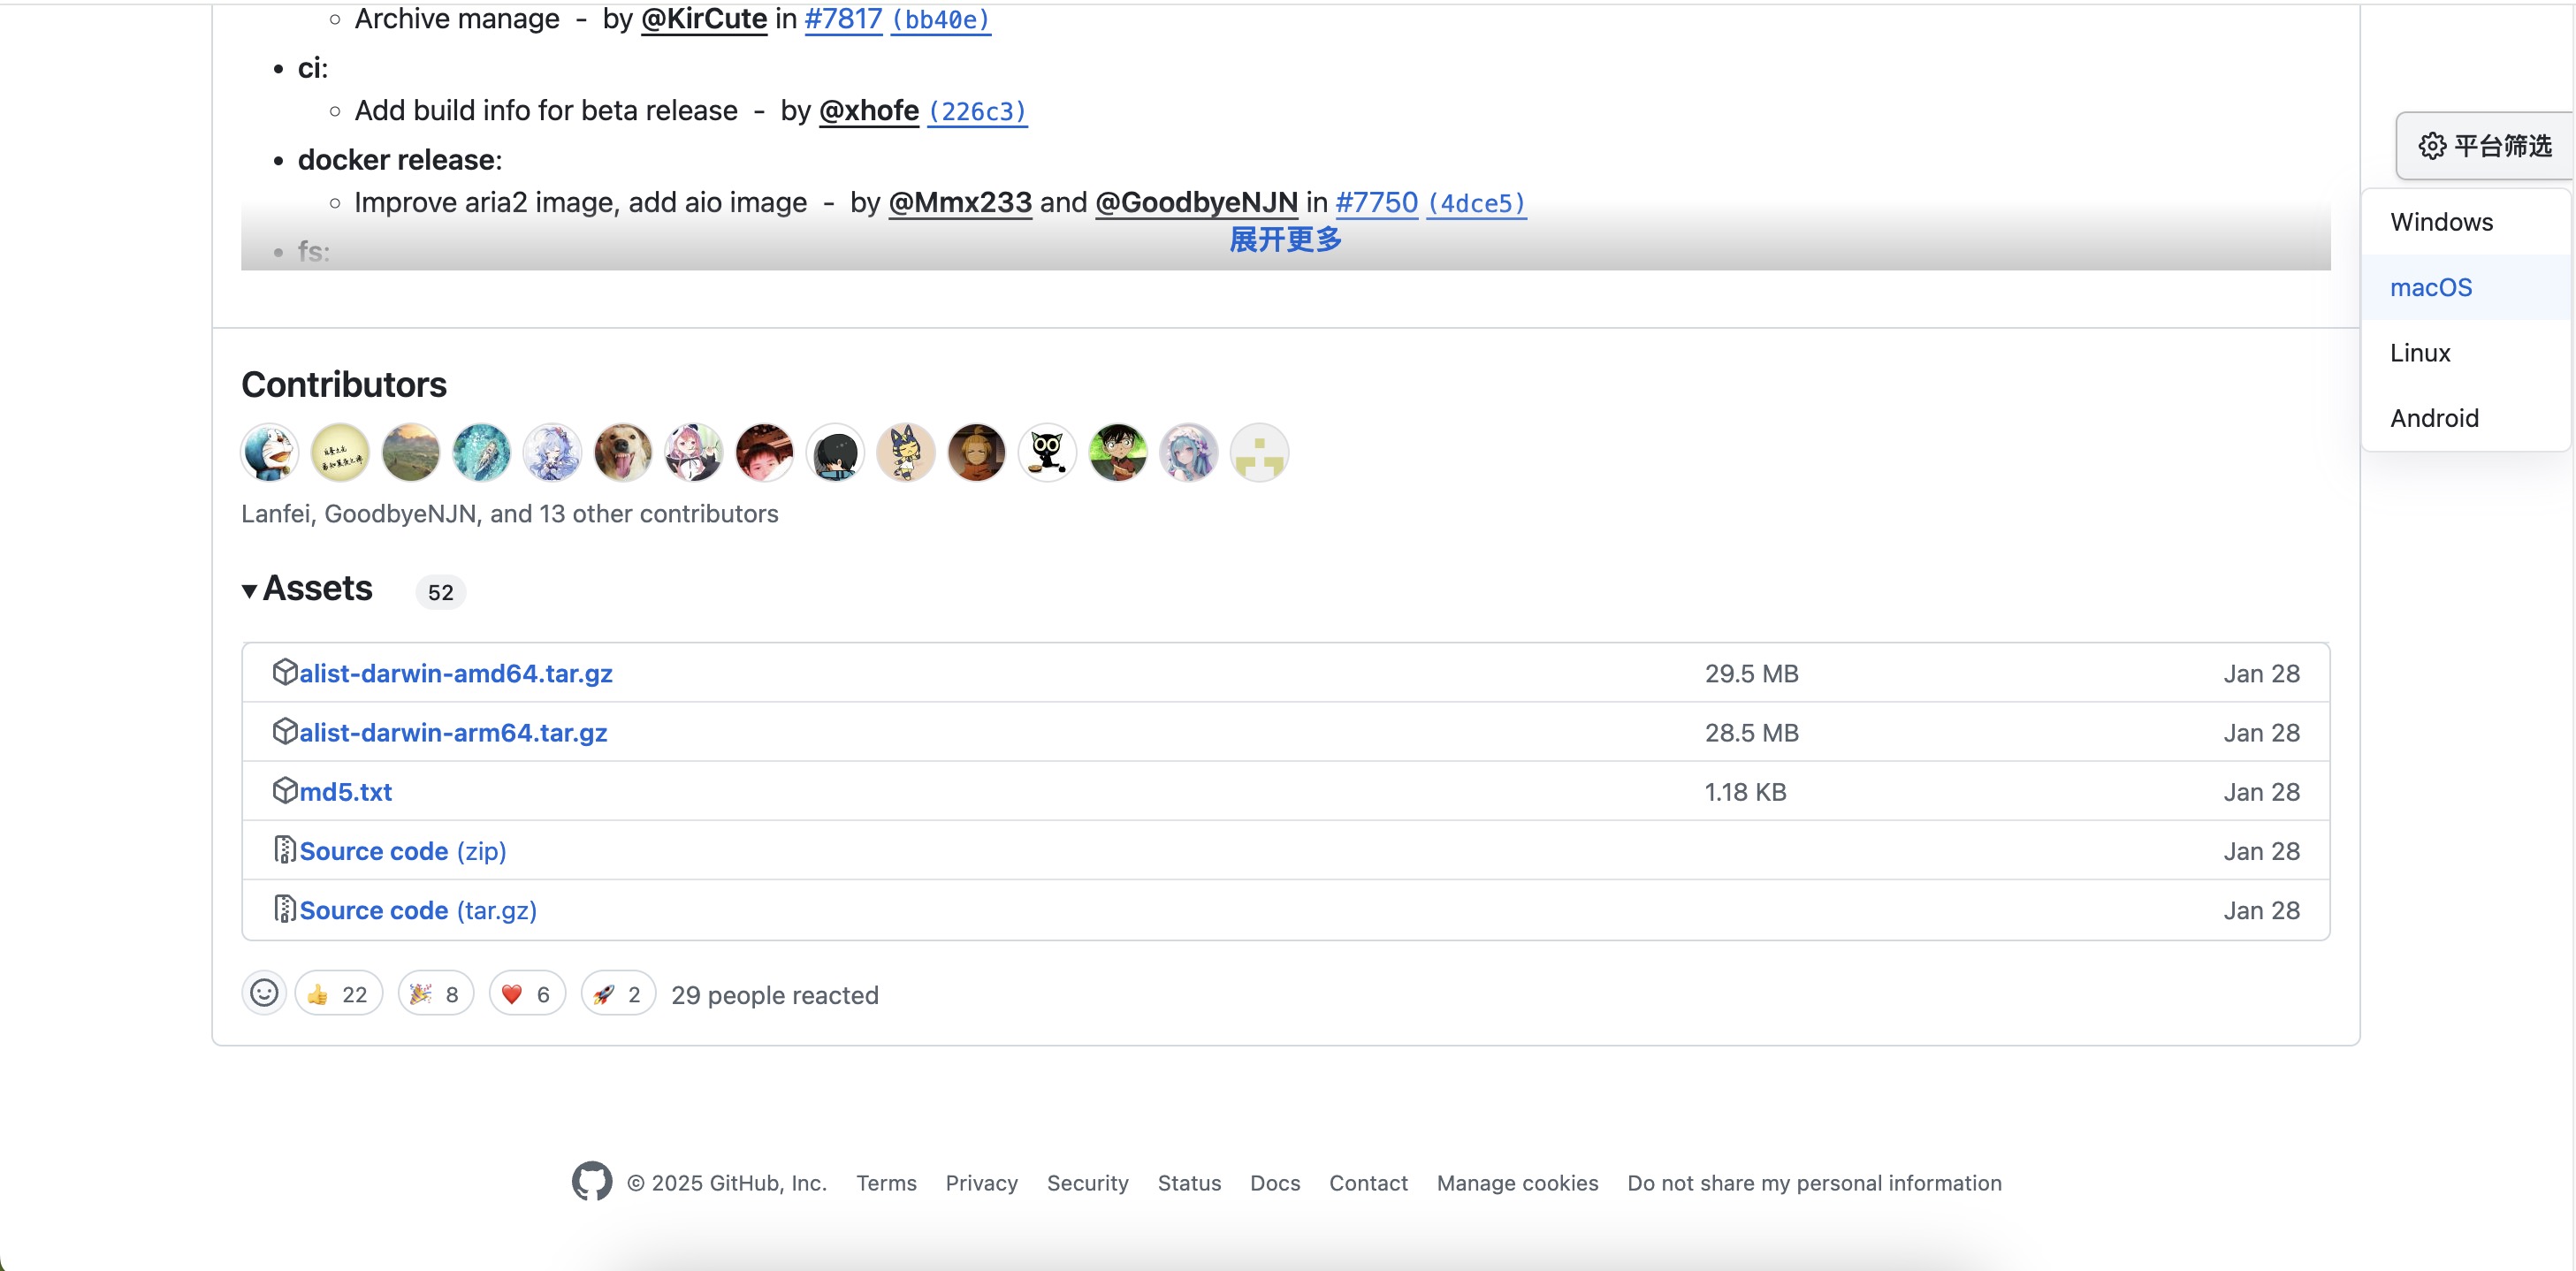 Archive manage - by @KirCute in #7817 (bb40e)
ci:
Add build info for beta release - by @xhofe (226c3)
docker release:
Improve aria2 image, add aio image - by @Mmx233 and @GoodbyeNJN in #7750 (4dce5)
fs:
展开更多
平台筛选
Windows
macOS
Linux
Android
Contributors
Lanfei, GoodbyeNJN, and 13 other contributors
Assets 52
alist-darwin-amd64.tar.gz 29.5 MB Jan 28
alist-darwin-arm64.tar.gz 28.5 MB Jan 28
md5.txt 1.18 KB Jan 28
Source code (zip) Jan 28
Source code (tar.gz) Jan 28
👍 22 🎉 8 ❤️ 6 🚀 2 29 people reacted
© 2025 GitHub, Inc. Terms Privacy Security Status Docs Contact Manage cookies Do not share my personal information